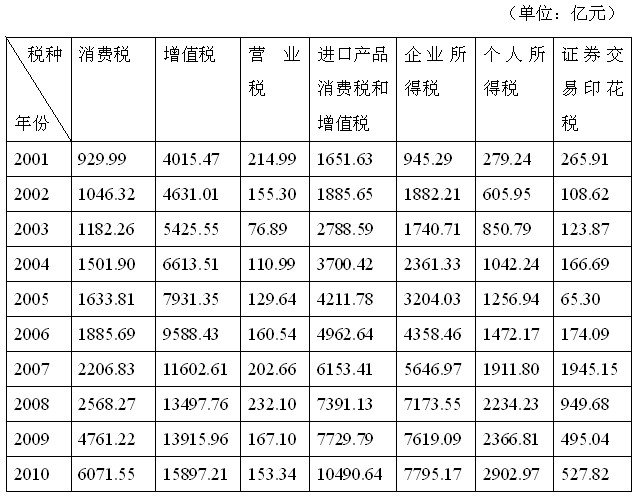 （单位：亿元）
税种 年份 消费税 增值税 营业税 进口产品消费税和增值税 企业所得税 个人所得税 证券交易印花税
2001 929.99 4015.47 214.99 1651.63 945.29 279.24 265.91
2002 1046.32 4631.01 155.30 1885.65 1882.21 605.95 108.62
2003 1182.26 5425.55 76.89 2788.59 1740.71 850.79 123.87
2004 1501.90 6613.51 110.99 3700.42 2361.33 1042.24 166.69
2005 1633.81 7931.35 129.64 4211.78 3204.03 1256.94 65.30
2006 1885.69 9588.43 160.54 4962.64 4358.46 1472.17 174.09
2007 2206.83 11602.61 202.66 6153.41 5646.97 1911.80 1945.15
2008 2568.27 13497.76 232.10 7391.13 7173.55 2234.23 949.68
2009 4761.22 13915.96 167.10 7729.79 7619.09 2366.81 495.04
2010 6071.55 15897.21 153.34 10490.64 7795.17 2902.97 527.82